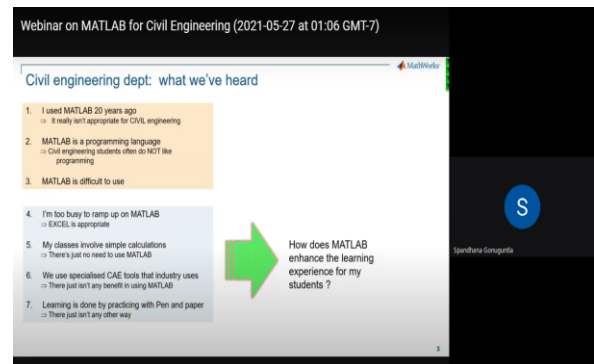 Webinar on MATLAB for Civil Engineering (2021-05-27 at 01:06 GMT-7)
MathWorks
Civil engineering dept: what we've heard
1. I used MATLAB 20 years ago
⇒ It really isn't appropriate for CIVIL engineering
2. MATLAB is a programming language
⇒ Civil engineering students often do NOT like
programming
3. MATLAB is difficult to use
4. I'm too busy to ramp up on MATLAB
⇒ EXCEL is appropriate
5. My classes involve simple calculations
⇒ There's just no need to use MATLAB
6. We use specialised CAE tools that industry uses
⇒ There just isn't any benefit in using MATLAB
7. Learning is done by practicing with Pen and paper
⇒ There just isn't any other way
How does MATLAB
enhance the learning
experience for my
students ?
3
S
Spandhana Gonuguntla